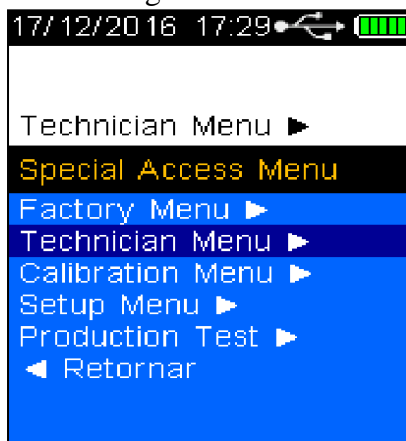 17/12/2016 17:29
Technician Menu ▶
Special Access Menu
Factory Menu ▶
Technician Menu ▶
Calibration Menu ▶
Setup Menu ▶
Production Test ▶
◀ Retornar